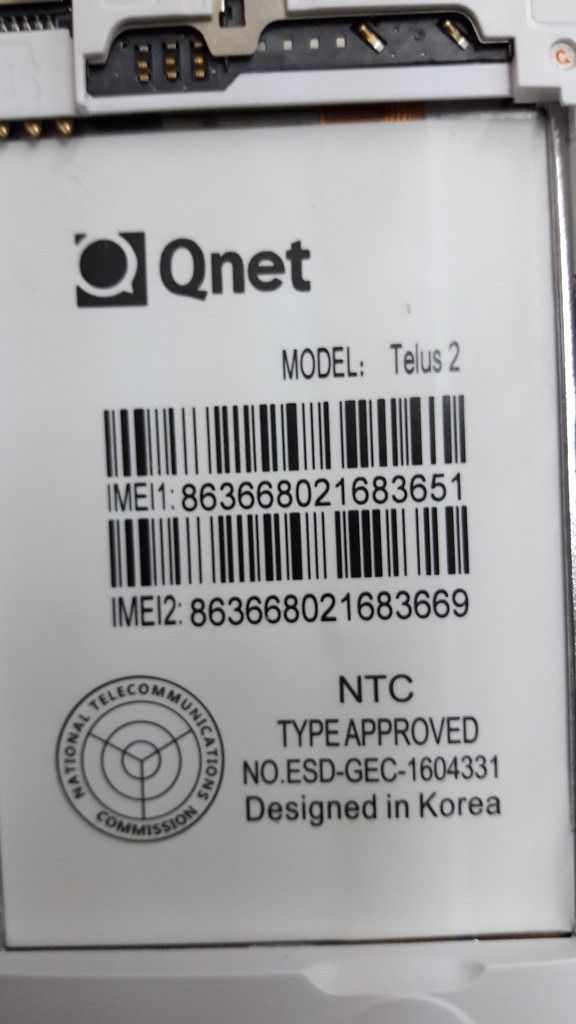 Qnet
MODEL: Telus 2
IMEI1: 863668021683651
IMEI2: 863668021683669
NATIONAL TELECOMMUNICATIONS
COMMISSION
NTC
TYPE APPROVED
NO.ESD-GEC-1604331
Designed in Korea